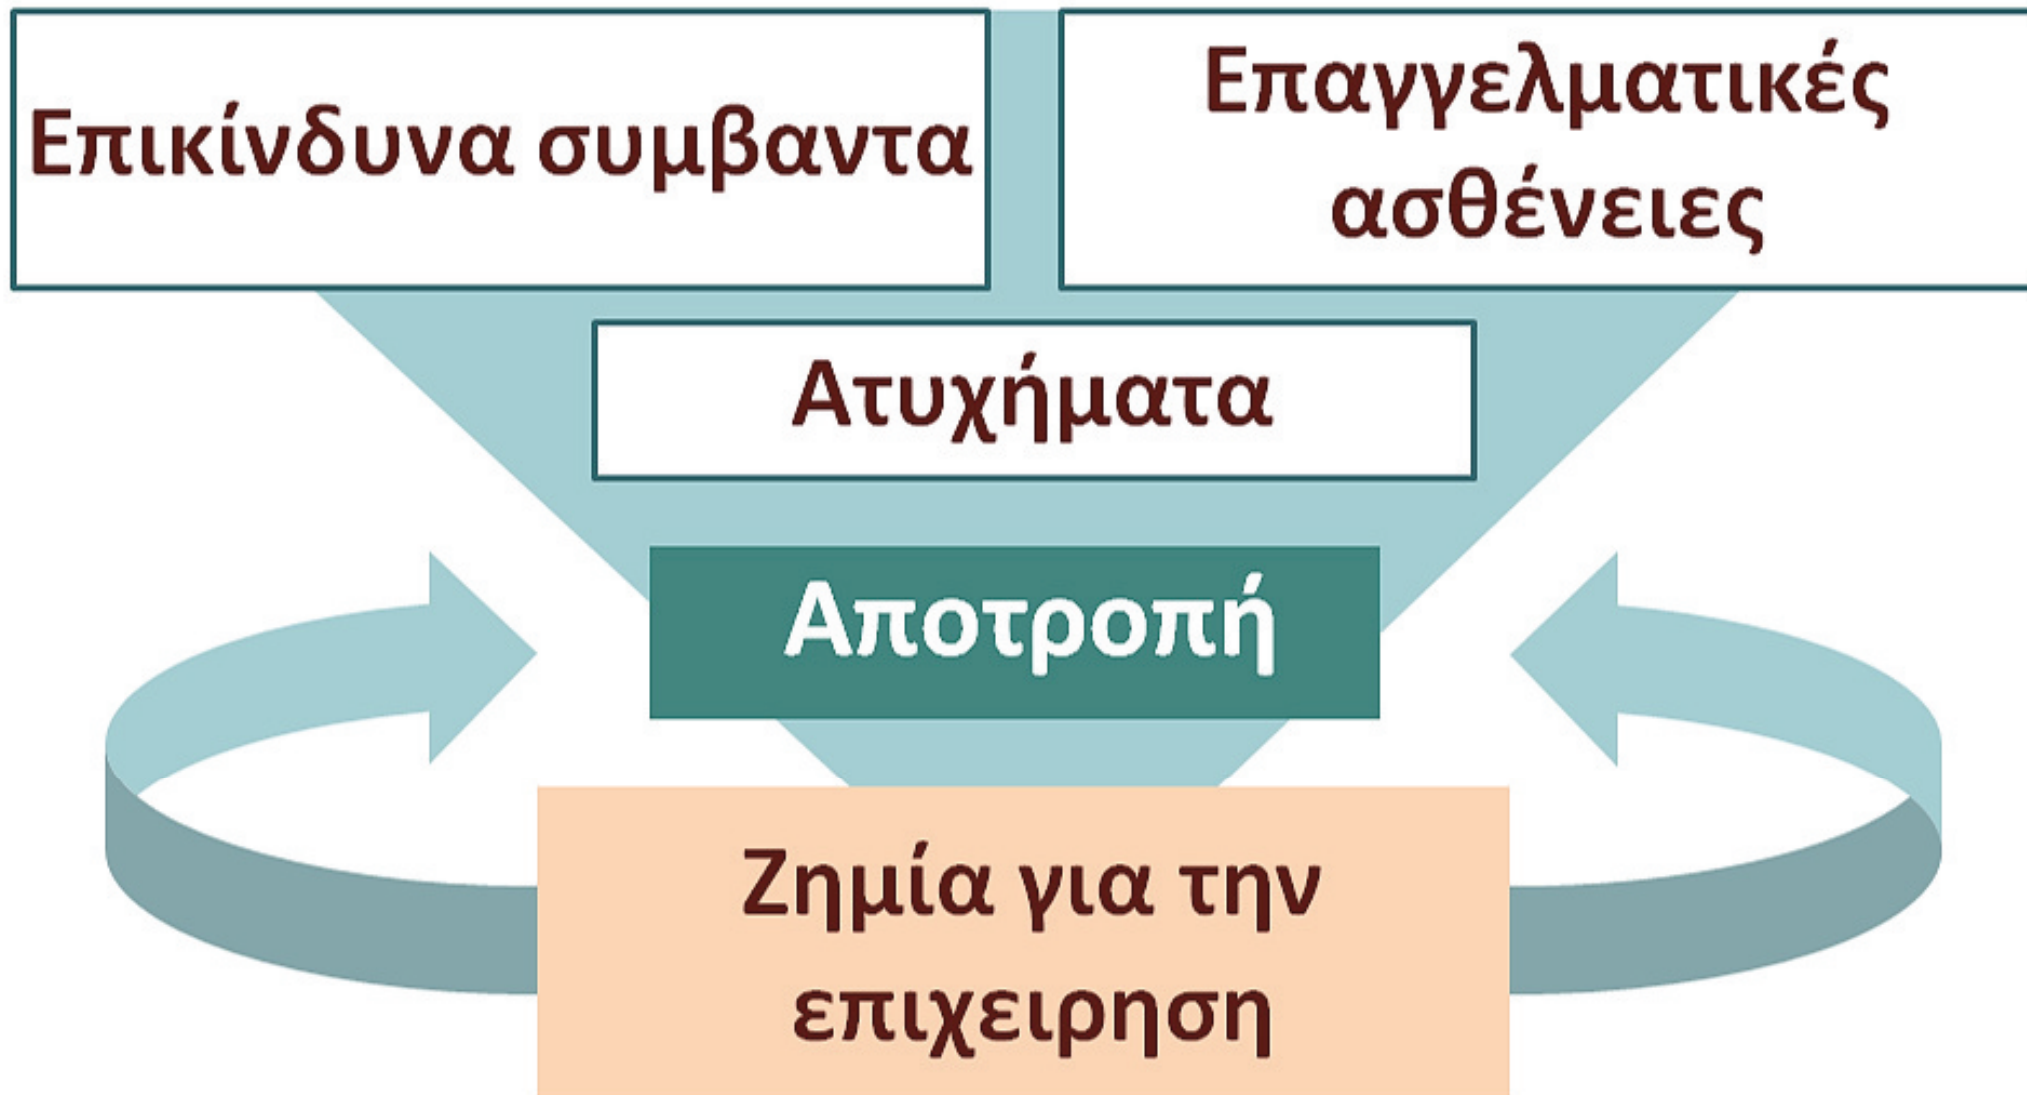 Επικίνδυνα συμβαντα
Επαγγελματικές
ασθένειες
Ατυχήματα
Αποτροπή
Ζημία για την
επιχειρηση